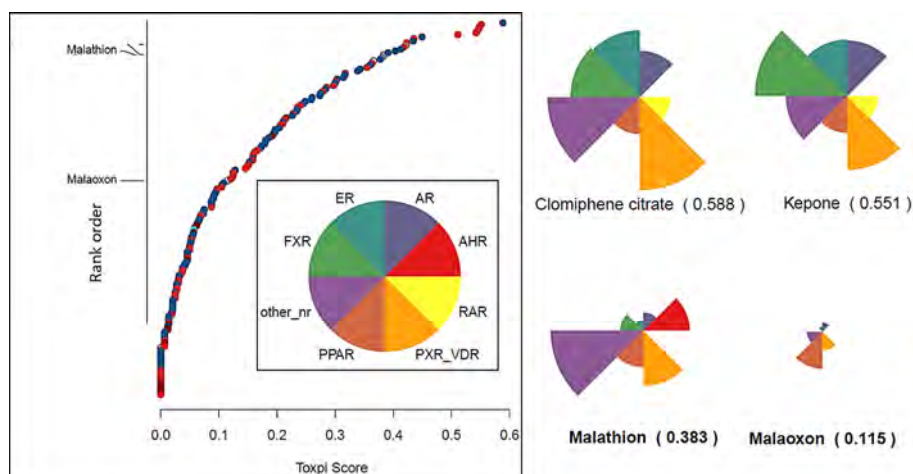 Malathion
Malaoxon
Rank order
ER
AR
FXR
AHR
other_nr
RAR
PPAR
PXR_VDR
0.0
0.1
0.2
0.3
0.4
0.5
0.6
Toxpi Score
Clomiphene citrate ( 0.588 )
Kepone ( 0.551 )
Malathion ( 0.383 )
Malaoxon ( 0.115 )